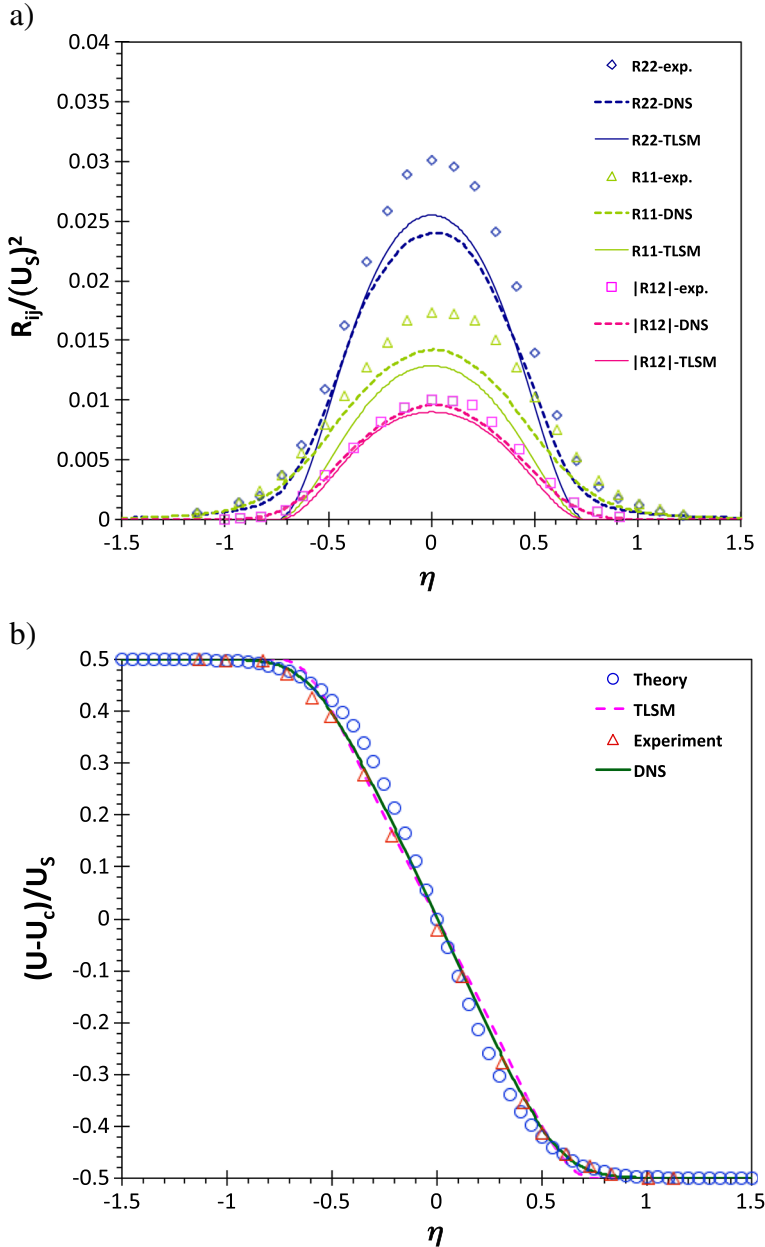 a)
0.04
0.035
0.03
0.025
0.02
0.015
0.01
0.005
0
R_ij/(U_S)^2
R22-exp.
R22-DNS
R22-TLSM
R11-exp.
R11-DNS
R11-TLSM
|R12|-exp.
|R12|-DNS
|R12|-TLSM
-1.5 -1 -0.5 0 0.5 1 1.5
η
b)
0.5
0.4
0.3
0.2
0.1
0
-0.1
-0.2
-0.3
-0.4
-0.5
(U-U_c)/U_S
Theory
TLSM
Experiment
DNS
-1.5 -1 -0.5 0 0.5 1 1.5
η